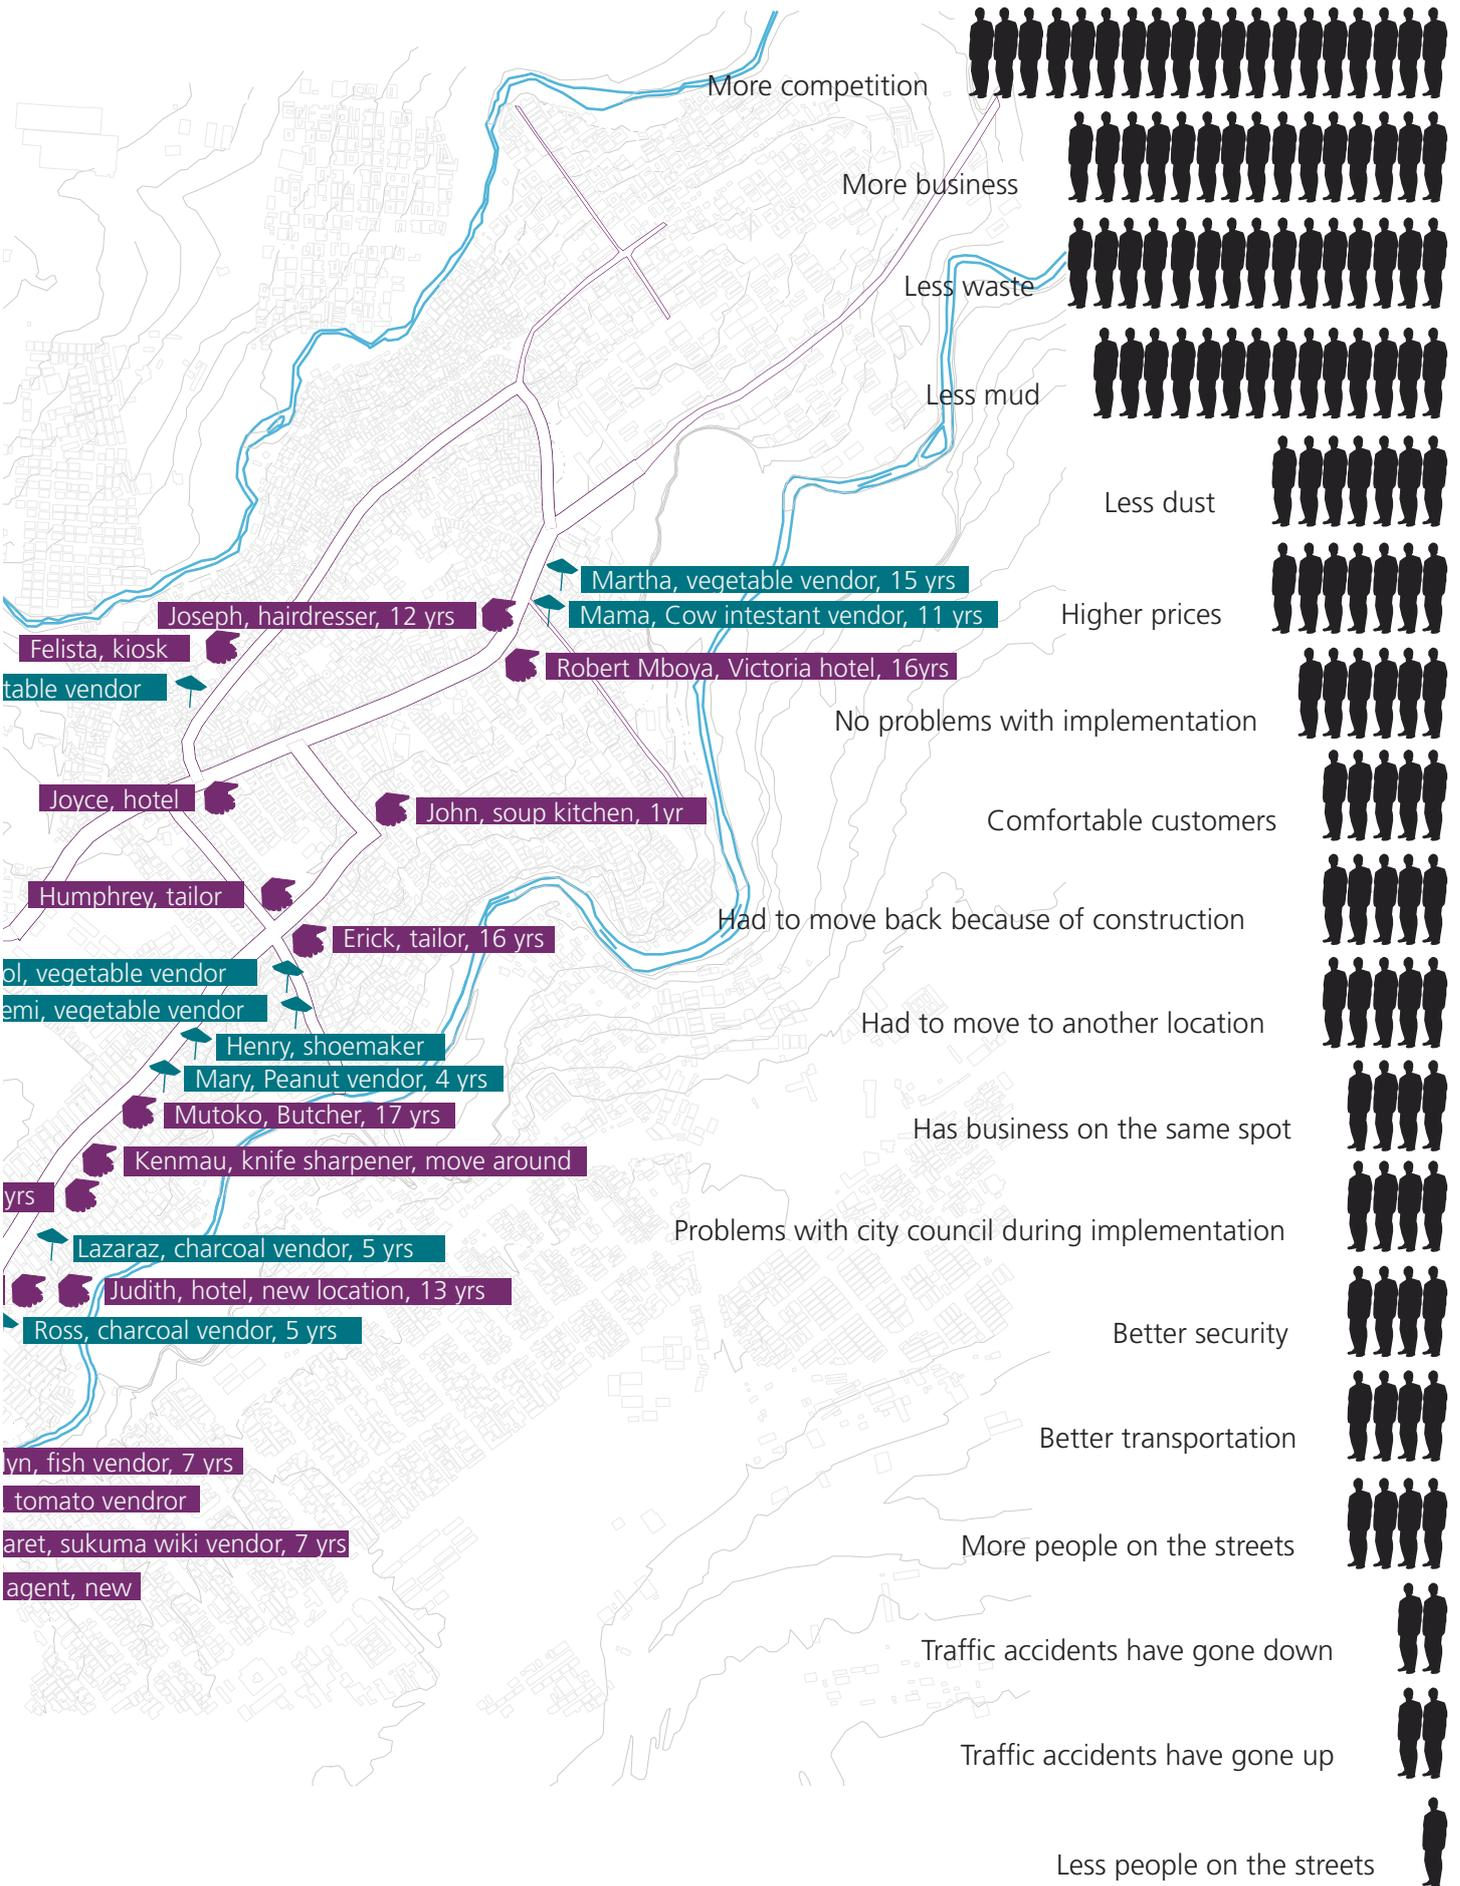 More competition
More business
Less waste
Less mud
Less dust
Martha, vegetable vendor, 15 yrs
Joseph, hairdresser, 12 yrs
Mama, Cow intestant vendor, 11 yrs
Higher prices
Felista, kiosk
Robert Mboya, Victoria hotel, 16yrs
table vendor
No problems with implementation
Joyce, hotel
John, soup kitchen, 1yr
Comfortable customers
Humphrey, tailor
Had to move back because of construction
Erick, tailor, 16 yrs
ol, vegetable vendor
emi, vegetable vendor
Had to move to another location
Henry, shoemaker
Mary, Peanut vendor, 4 yrs
Mutoko, Butcher, 17 yrs
Has business on the same spot
Kenmau, knife sharpener, move around
yrs
Problems with city council during implementation
Lazaraz, charcoal vendor, 5 yrs
Judith, hotel, new location, 13 yrs
Ross, charcoal vendor, 5 yrs
Better security
Better transportation
lyn, fish vendor, 7 yrs
tomato vendror
aret, sukuma wiki vendor, 7 yrs
More people on the streets
agent, new
Traffic accidents have gone down
Traffic accidents have gone up
Less people on the streets